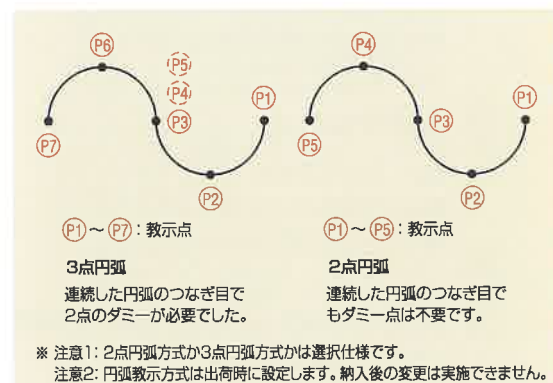 P6
P5
P4
P3
P1
P7
P2
P1～P7：教示点
3点円弧
連続した円弧のつなぎ目で
2点のダミーが必要でした。
P4
P1
P3
P5
P2
P1～P5：教示点
2点円弧
連続した円弧のつなぎ目で
もダミー点は不要です。
※ 注意1：2点円弧方式か3点円弧方式かは選択仕様です。
注意2：円弧教示方式は出荷時に設定します。納入後の変更は実施できません。